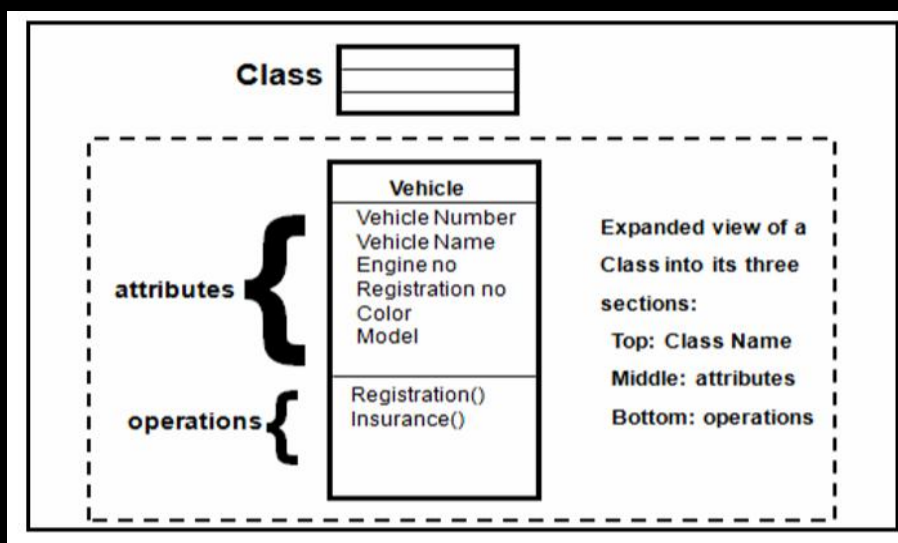 Class
Vehicle
Vehicle Number
Vehicle Name
Engine no
Registration no
Color
Model
attributes
Registration()
Insurance()
operations
Expanded view of a
Class into its three
sections:
Top: Class Name
Middle: attributes
Bottom: operations